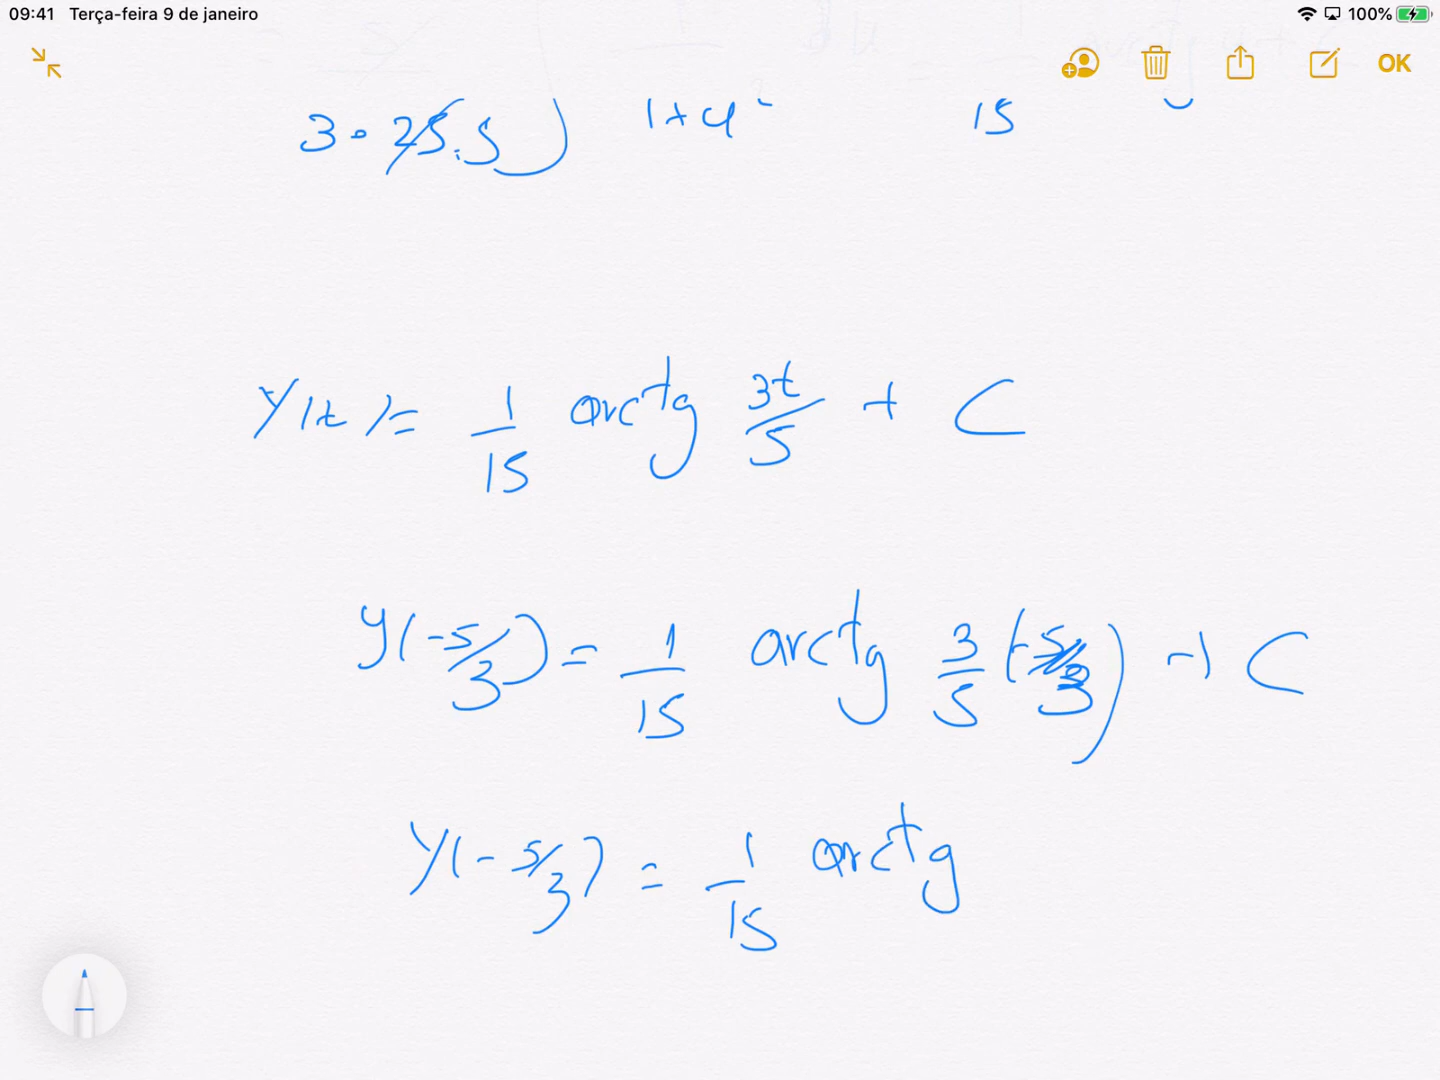 09:41 Terça-feira 9 de janeiro 100%
OK
3 · 25.5) 1+u² 15
y(t)= 1/15 arctg 3t/5 + C
y(-5/3)= 1/15 arctg 3/5 (-5/3) + C
y(-5/3) = 1/15 arctg